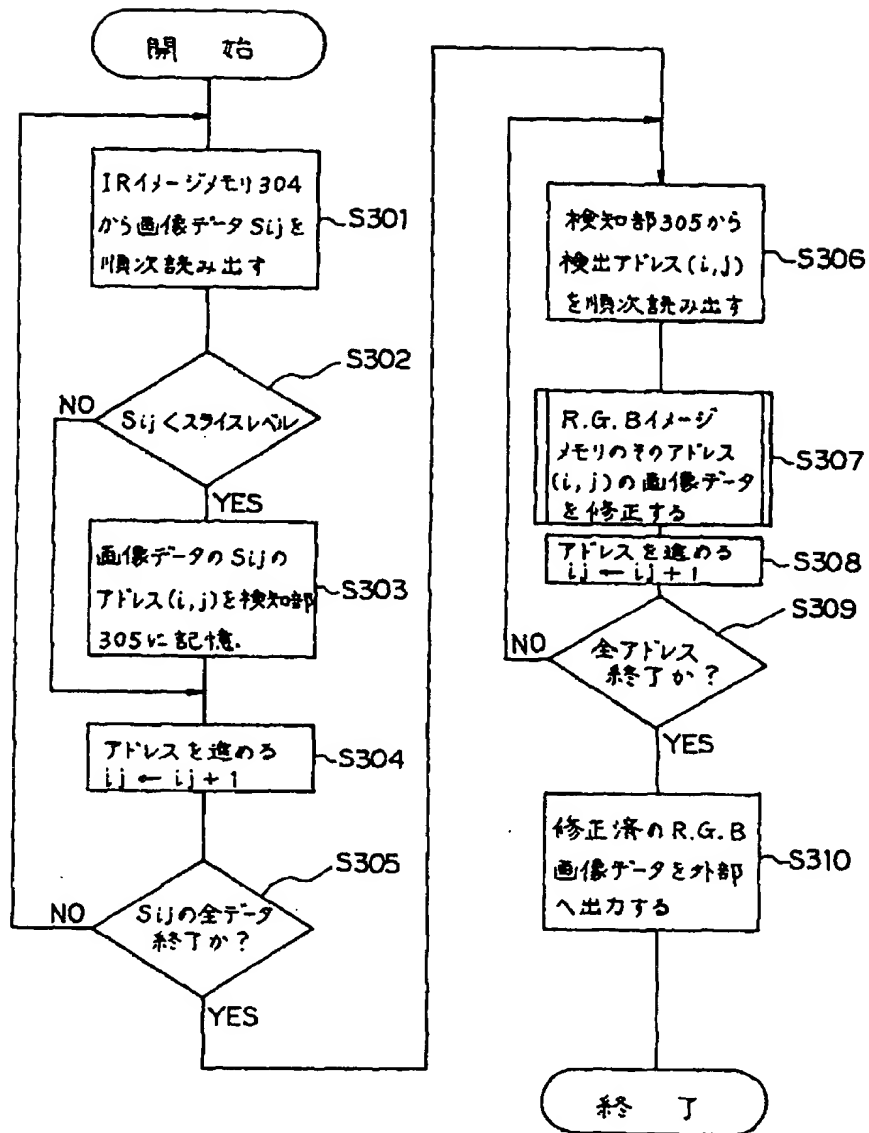 開 始
IRイメージメモリ304
から画像データSijを
順次読み出す
S301
S302
NO
Sij<スライスレベル
YES
画像データのSijの
アドレス(i,j)を検知部
305に記憶.
S303
アドレスを進める
ij ← ij + 1
S304
S305
NO
Sijの全データ
終了か?
YES
検知部305から
検出アドレス(i,j)
を順次読み出す
S306
R.G.Bイメージ
メモリのそのアドレス
(i,j)の画像データ
を修正する
S307
アドレスを進める
ij ← ij + 1
S308
S309
NO
全アドレス
終了か?
YES
修正済のR.G.B
画像データを外部
へ出力する
S310
終 了